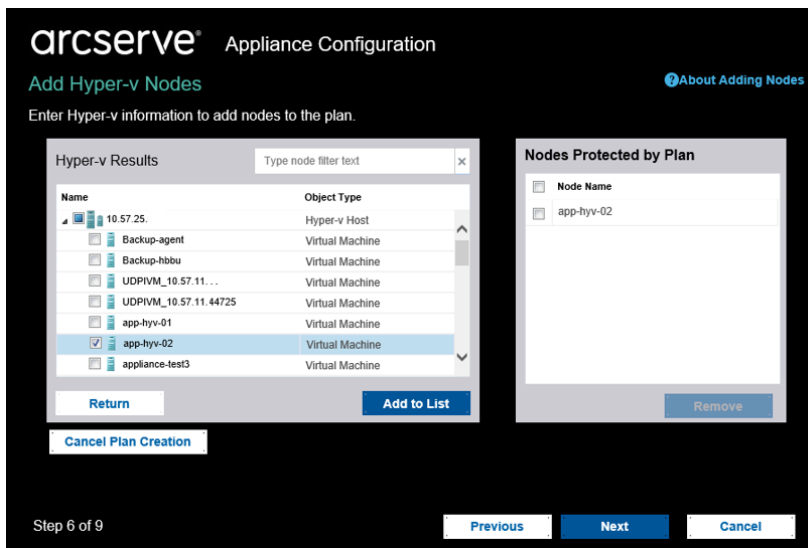 arcserve® Appliance Configuration
Add Hyper-v Nodes
?About Adding Nodes
Enter Hyper-v information to add nodes to the plan.
Hyper-v Results
Type node filter text
×
Name Object Type
10.57.25. Hyper-v Host
Backup-agent Virtual Machine
Backup-hbbu Virtual Machine
UDPIVM_10.57.11... Virtual Machine
UDPIVM_10.57.11.44725 Virtual Machine
app-hyv-01 Virtual Machine
app-hyv-02 Virtual Machine
appliance-test3 Virtual Machine
Return
Add to List
Nodes Protected by Plan
Node Name
app-hyv-02
Remove
Cancel Plan Creation
Step 6 of 9
Previous
Next
Cancel